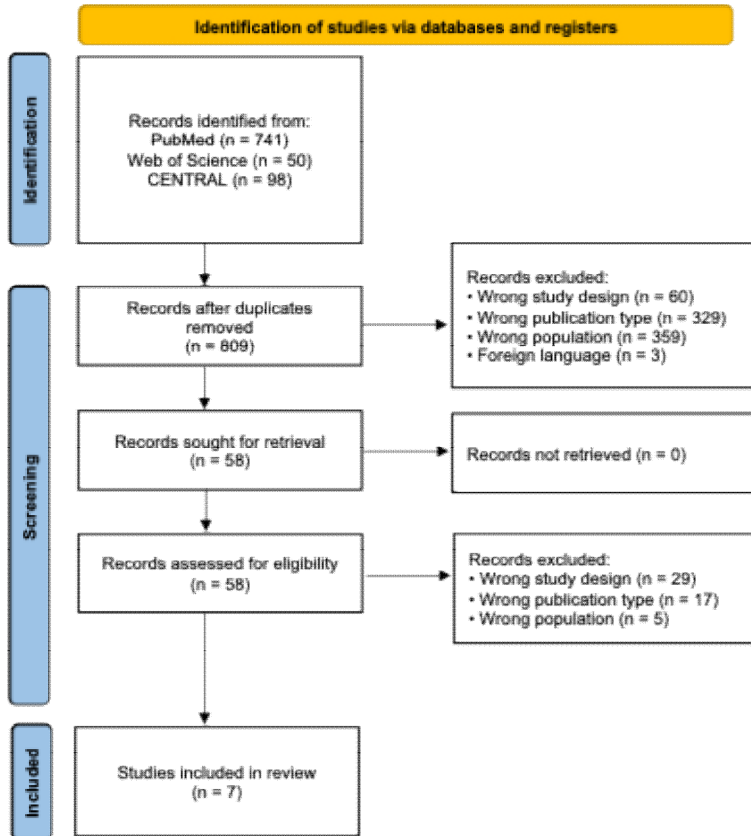 Identification of studies via databases and registers
Identification
Records identified from:
PubMed (n = 741)
Web of Science (n = 50)
CENTRAL (n = 98)
Screening
Records after duplicates
removed
(n = 809)
Records excluded:
• Wrong study design (n = 60)
• Wrong publication type (n = 329)
• Wrong population (n = 359)
• Foreign language (n = 3)
Records sought for retrieval
(n = 58)
Records not retrieved (n = 0)
Records assessed for eligibility
(n = 58)
Records excluded:
• Wrong study design (n = 29)
• Wrong publication type (n = 17)
• Wrong population (n = 5)
Included
Studies included in review
(n = 7)